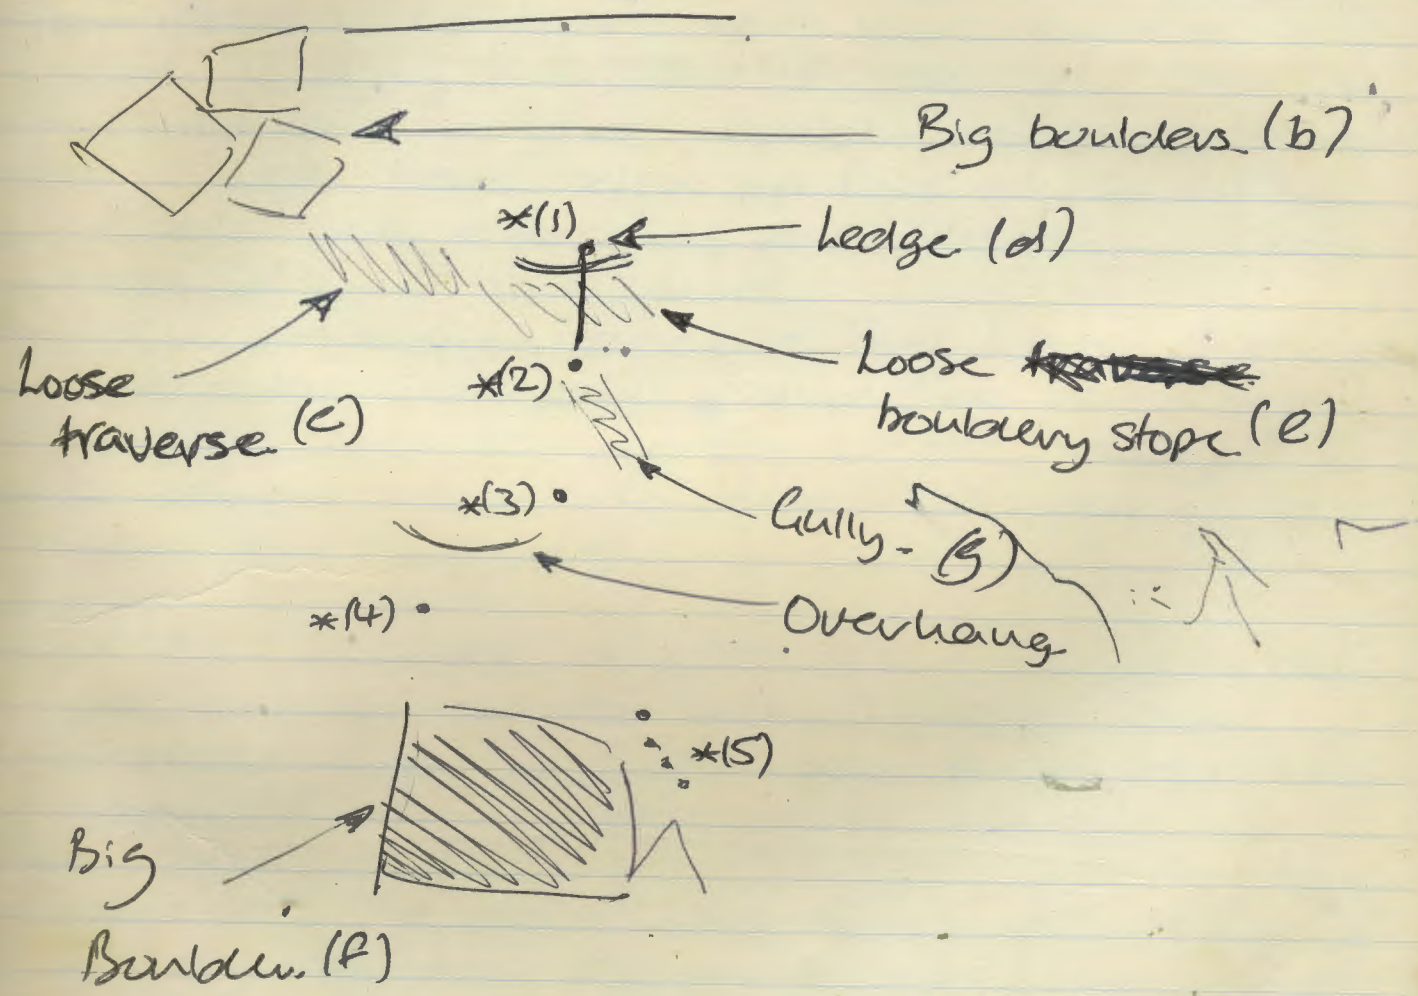 Big boulders (b)
*(1)
Ledge (d)
Loose
traverse (c)
*(2)
Loose
bouldery slope (e)
*(3)
Gully - (g)
*(4)
Overhang
*(5)
Big
Boulder. (f)